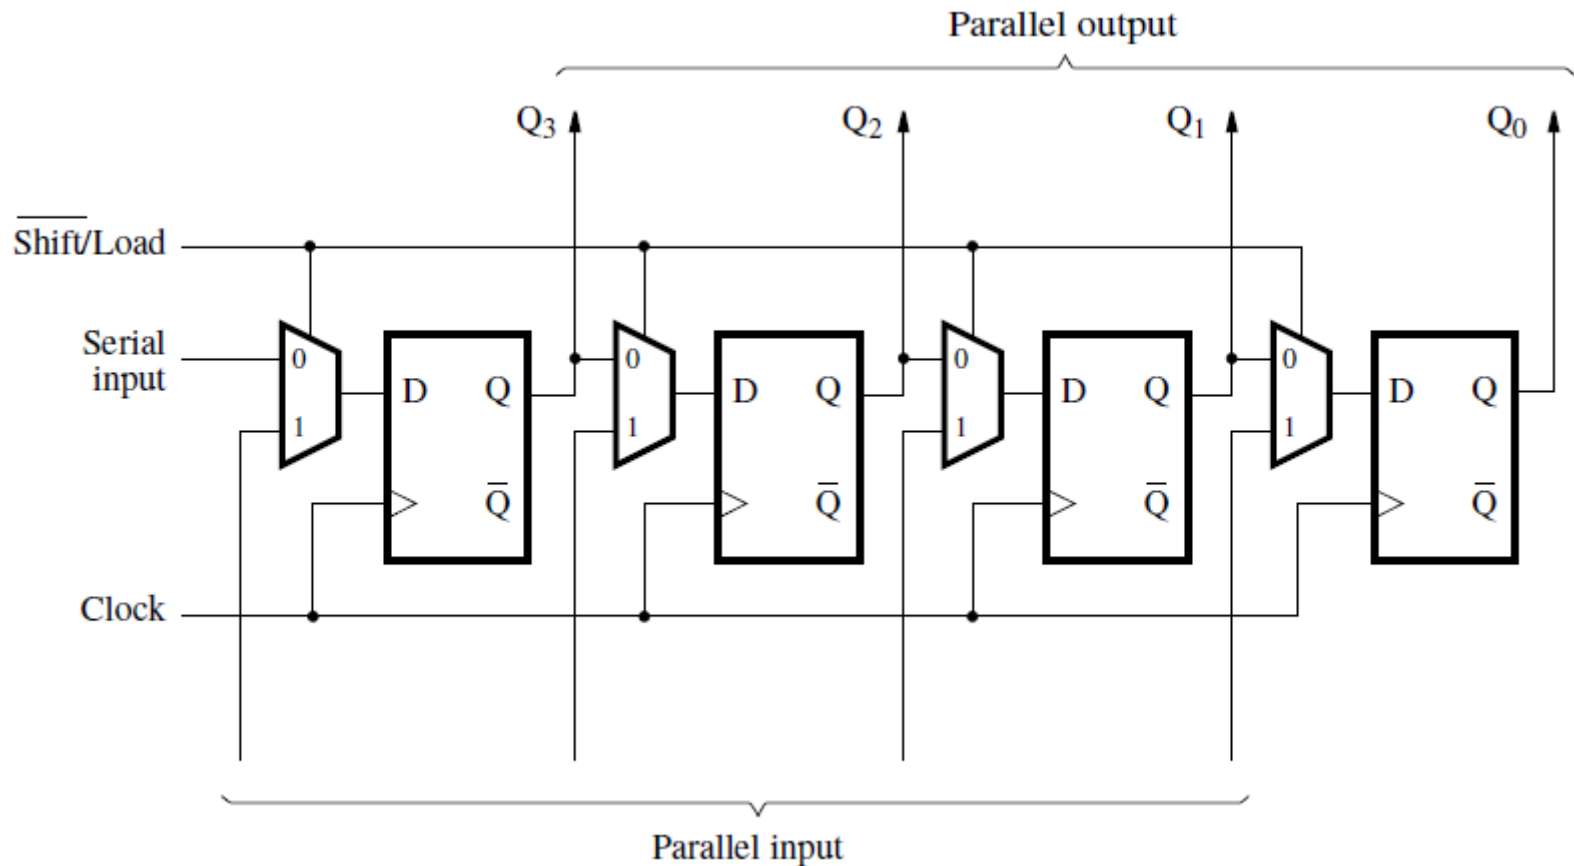 Parallel output
Q3 Q2 Q1 Q0
S̅h̅i̅f̅t̅/Load
Serial
input
0 0 0 0
D Q D Q D Q D Q
1 1 1 1
Q̅ Q̅ Q̅ Q̅
Clock
Parallel input